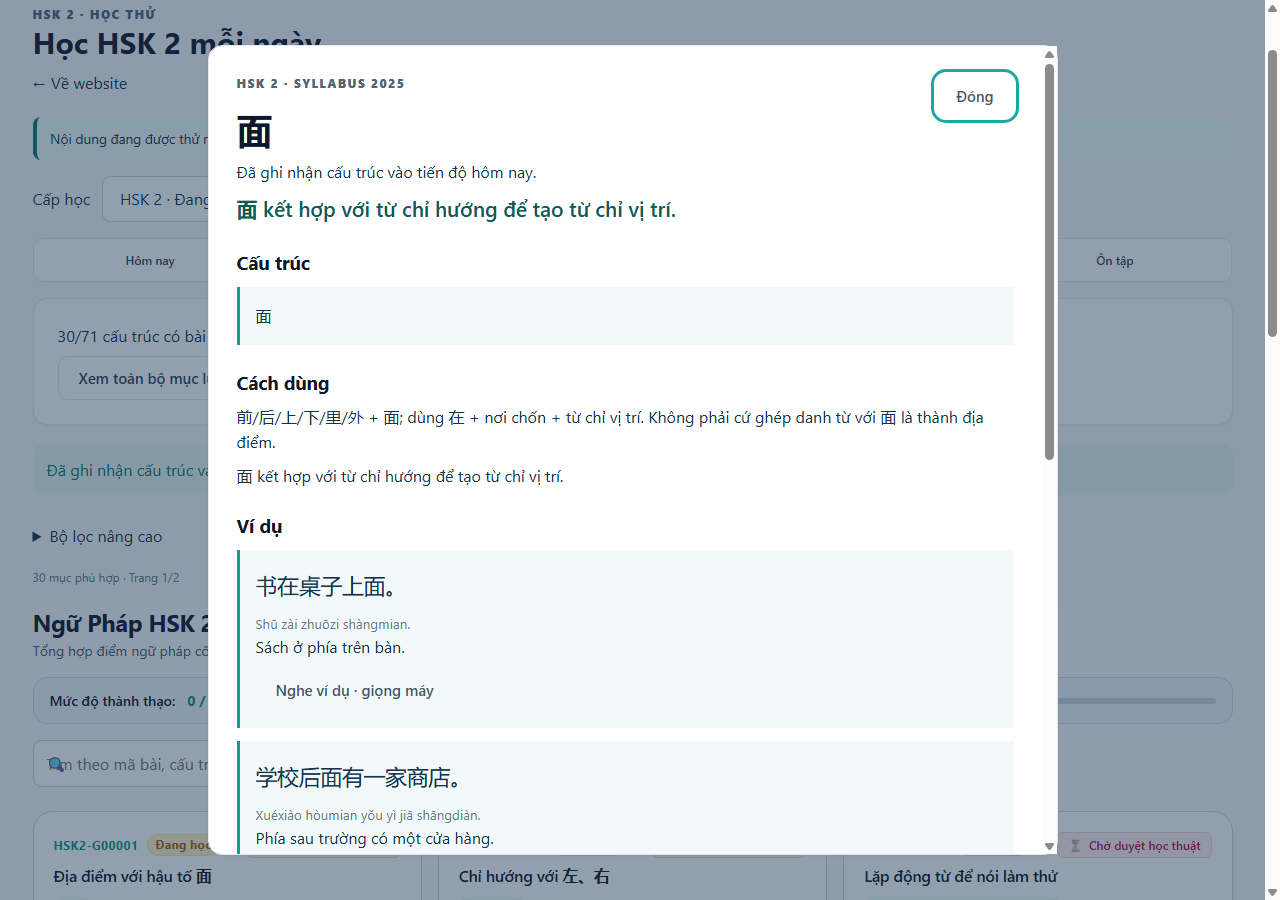 HSK 2 · HỌC THỬ
Học HSK 2 mỗi ngày
← Về website
Nội dung đang được thử
Cấp học
HSK 2 · Đang
Hôm nay
Ôn tập
30/71 cấu trúc có bài
Xem toàn bộ mục
Đã ghi nhận cấu trúc
Bộ lọc nâng cao
30 mục phù hợp · Trang 1/2
Ngữ Pháp HSK 2
Tổng hợp điểm ngữ pháp
Mức độ thành thạo: 0 /
theo mã bài, cấu
HSK2-G00001
Đang
Địa điểm với hậu tố 面
Chỉ hướng với 左、右
Chờ duyệt học thuật
Lặp động từ để nói làm thử
HSK 2 · SYLLABUS 2025
Đóng
面
Đã ghi nhận cấu trúc vào tiến độ hôm nay.
面 kết hợp với từ chỉ hướng để tạo từ chỉ vị trí.
Cấu trúc
面
Cách dùng
前/后/上/下/里/外 + 面; dùng 在 + nơi chốn + từ chỉ vị trí. Không phải cứ ghép danh từ với 面 là thành địa
điểm.
面 kết hợp với từ chỉ hướng để tạo từ chỉ vị trí.
Ví dụ
书在桌子上面。
Shū zài zhuōzi shàngmian.
Sách ở phía trên bàn.
Nghe ví dụ · giọng máy
学校后面有一家商店。
Xuéxiào hòumian yǒu yì jiā shāngdiàn.
Phía sau trường có một cửa hàng.